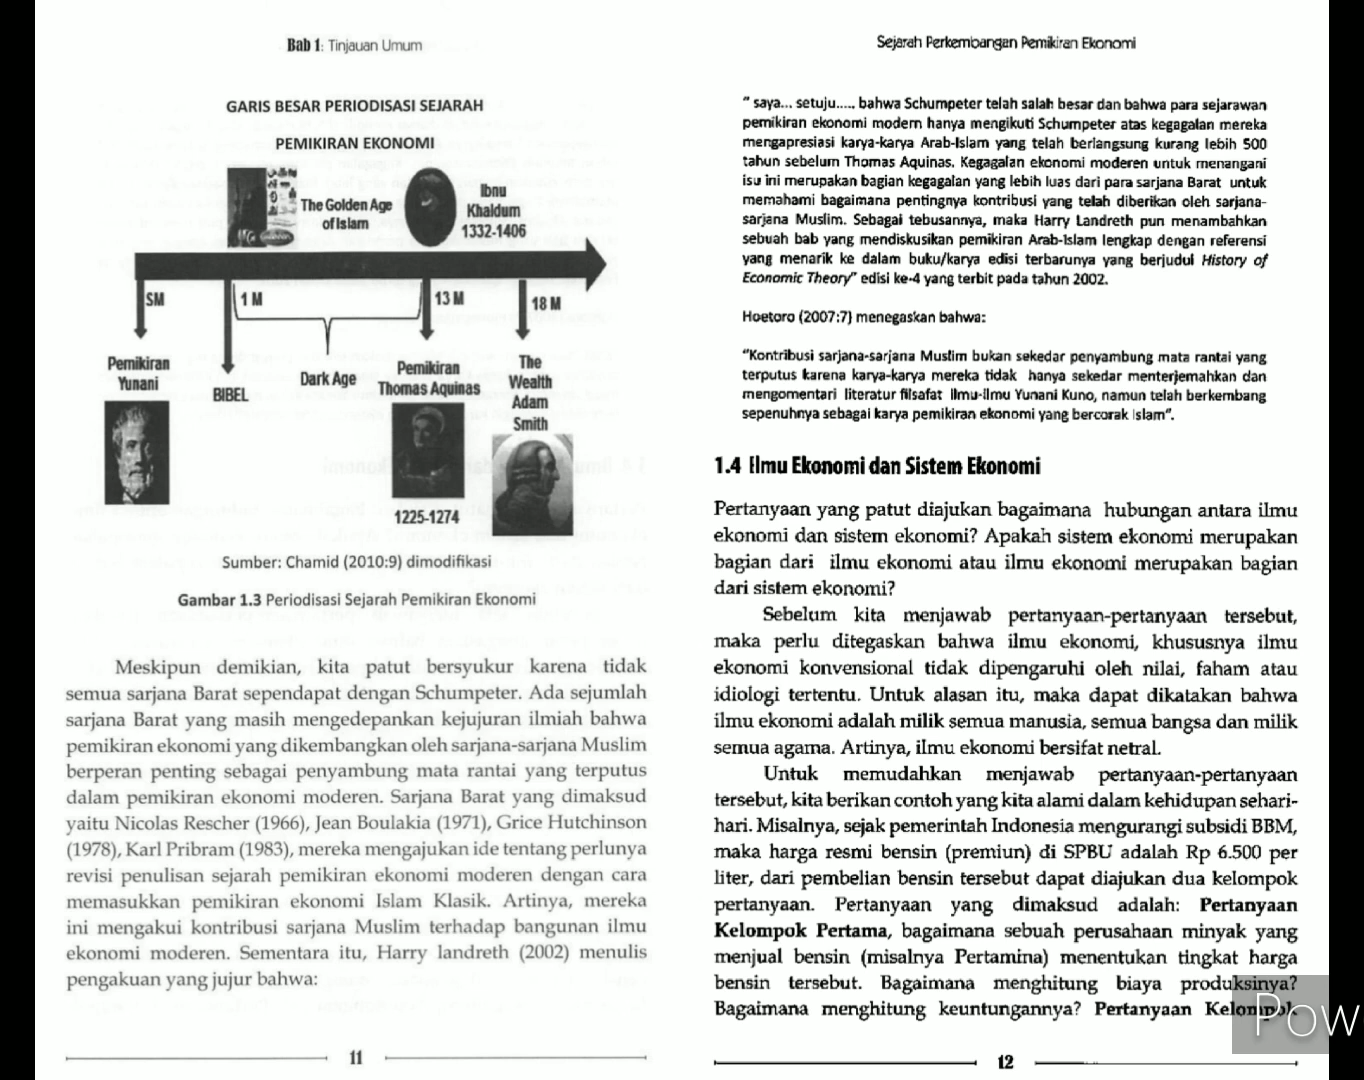 Bab 1: Tinjauan Umum
GARIS BESAR PERIODISASI SEJARAH
PEMIKIRAN EKONOMI
The Golden Age
of Islam
Ibnu
Khaldum
1332-1406
SM
1 M
13 M
18 M
Pemikiran
Yunani
BIBEL
Dark Age
Pemikiran
Thomas Aquinas
The
Wealth
Adam
Smith
1225-1274
Sumber: Chamid (2010:9) dimodifikasi
Gambar 1.3 Periodisasi Sejarah Pemikiran Ekonomi
Meskipun demikian, kita patut bersyukur karena tidak
semua sarjana Barat sependapat dengan Schumpeter. Ada sejumlah
sarjana Barat yang masih mengedepankan kejujuran ilmiah bahwa
pemikiran ekonomi yang dikembangkan oleh sarjana-sarjana Muslim
berperan penting sebagai penyambung mata rantai yang terputus
dalam pemikiran ekonomi moderen. Sarjana Barat yang dimaksud
yaitu Nicolas Rescher (1966), Jean Boulakia (1971), Grice Hutchinson
(1978), Karl Pribram (1983), mereka mengajukan ide tentang perlunya
revisi penulisan sejarah pemikiran ekonomi moderen dengan cara
memasukkan pemikiran ekonomi Islam Klasik. Artinya, mereka
ini mengakui kontribusi sarjana Muslim terhadap bangunan ilmu
ekonomi moderen. Sementara itu, Harry landreth (2002) menulis
pengakuan yang jujur bahwa:
11
Sejarah Perkembangan Pemikiran Ekonomi
" saya... setuju....., bahwa Schumpeter telah salah besar dan bahwa para sejarawan
pemikiran ekonomi modern hanya mengikuti Schumpeter atas kegagalan mereka
mengapresiasi karya-karya Arab-Islam yang telah berlangsung kurang lebih 500
tahun sebelum Thomas Aquinas. Kegagalan ekonomi moderen untuk menangani
isu ini merupakan bagian kegagalan yang lebih luas dari para sarjana Barat untuk
memahami bagaimana pentingnya kontribusi yang telah diberikan oleh sarjana-
sarjana Muslim. Sebagai tebusannya, maka Harry Landreth pun menambahkan
sebuah bab yang mendiskusikan pemikiran Arab-Islam lengkap dengan referensi
yang menarik ke dalam buku/karya edisi terbarunya yang berjudul History of
Economic Theory" edisi ke-4 yang terbit pada tahun 2002.
Hoetoro (2007:7) menegaskan bahwa:
"Kontribusi sarjana-sarjana Muslim bukan sekedar penyambung mata rantai yang
terputus karena karya-karya mereka tidak hanya sekedar menterjemahkan dan
mengomentari literatur filsafat Ilmu-Ilmu Yunani Kuno, namun telah berkembang
sepenuhnya sebagai karya pemikiran ekonomi yang bercorak Islam".
1.4 Ilmu Ekonomi dan Sistem Ekonomi
Pertanyaan yang patut diajukan bagaimana hubungan antara ilmu
ekonomi dan sistem ekonomi? Apakah sistem ekonomi merupakan
bagian dari ilmu ekonomi atau ilmu ekonomi merupakan bagian
dari sistem ekonomi?
Sebelum kita menjawab pertanyaan-pertanyaan tersebut,
maka perlu ditegaskan bahwa ilmu ekonomi, khususnya ilmu
ekonomi konvensional tidak dipengaruhi oleh nilai, faham atau
idiologi tertentu. Untuk alasan itu, maka dapat dikatakan bahwa
ilmu ekonomi adalah milik semua manusia, semua bangsa dan milik
semua agama. Artinya, ilmu ekonomi bersifat netral.
Untuk memudahkan menjawab pertanyaan-pertanyaan
tersebut, kita berikan contoh yang kita alami dalam kehidupan sehari-
hari. Misalnya, sejak pemerintah Indonesia mengurangi subsidi BBM,
maka harga resmi bensin (premiun) di SPBU adalah Rp 6.500 per
liter, dari pembelian bensin tersebut dapat diajukan dua kelompok
pertanyaan. Pertanyaan yang dimaksud adalah: Pertanyaan
Kelompok Pertama, bagaimana sebuah perusahaan minyak yang
menjual bensin (misalnya Pertamina) menentukan tingkat harga
bensin tersebut. Bagaimana menghitung biaya produksinya?
Bagaimana menghitung keuntungannya? Pertanyaan Kelompok
12
Pow